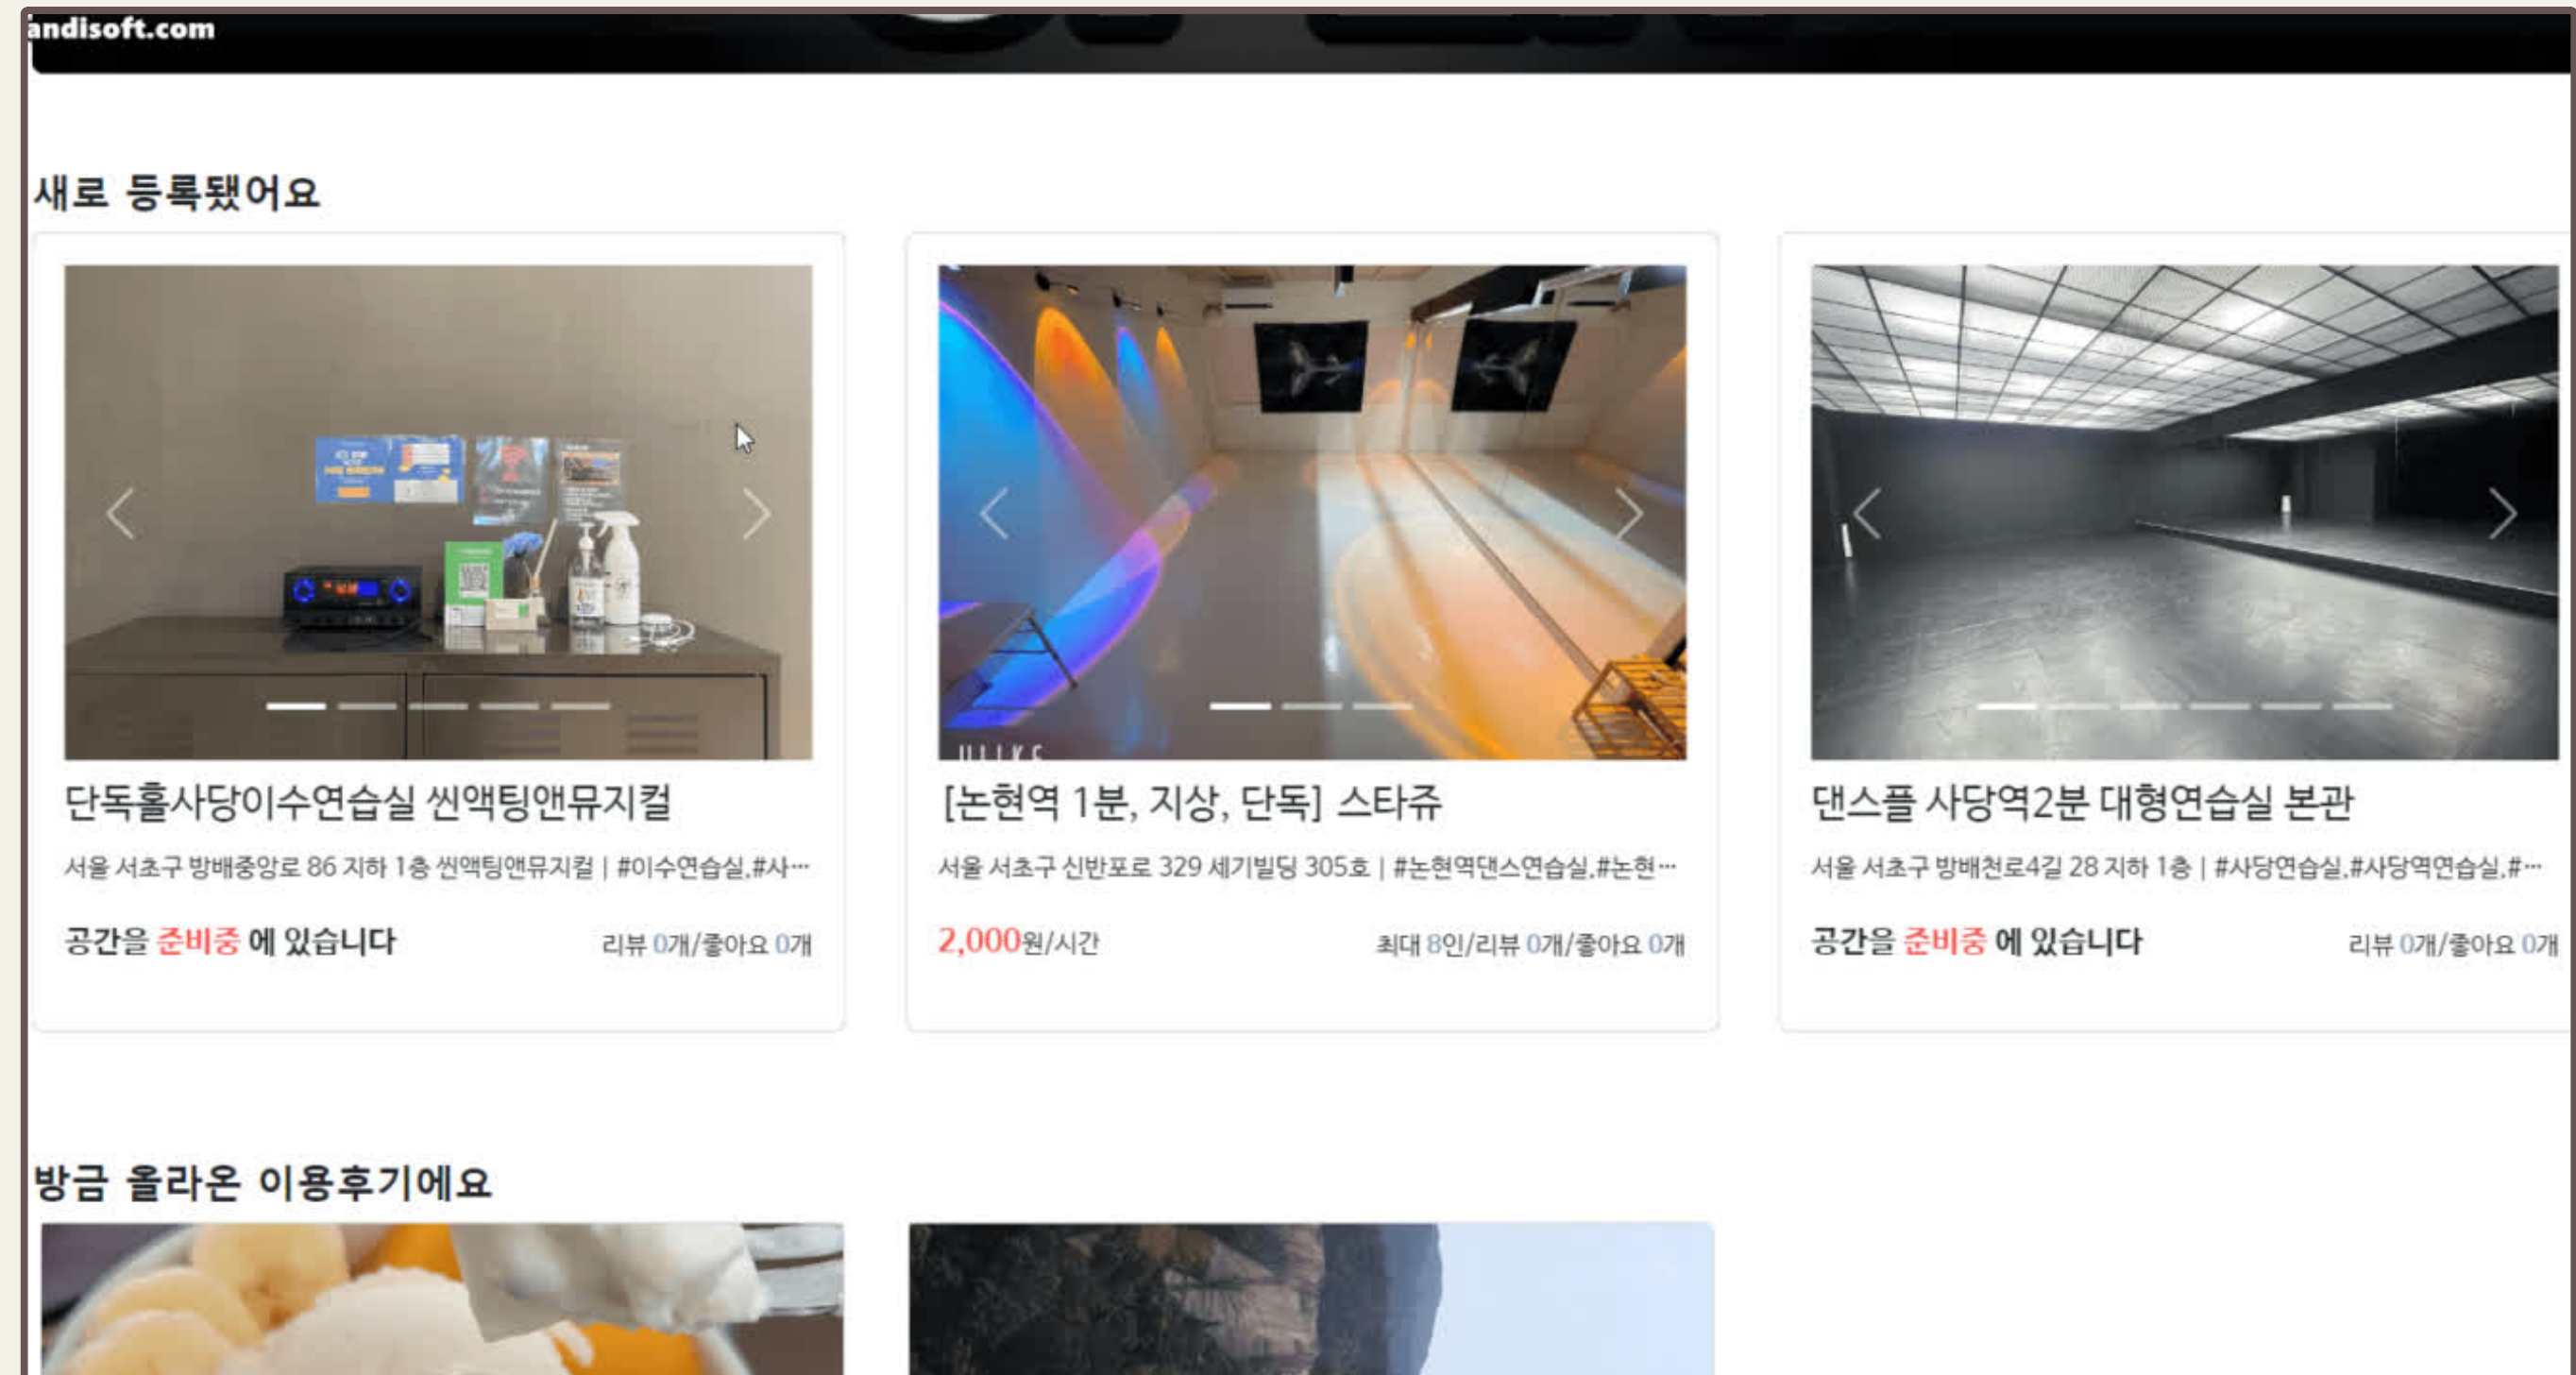 andisoft.com
새로 등록됐어요
ULIKE
단독홀사당이수연습실 씬액팅앤뮤지컬
서울 서초구 방배중앙로 86 지하 1층 씬액팅앤뮤지컬 | #이수연습실,#사…
공간을 준비중 에 있습니다
리뷰 0개/좋아요 0개
[논현역 1분, 지상, 단독] 스타쥬
서울 서초구 신반포로 329 세기빌딩 305호 | #논현역댄스연습실,#논현…
2,000원/시간
최대 8인/리뷰 0개/좋아요 0개
댄스플 사당역2분 대형연습실 본관
서울 서초구 방배천로4길 28 지하 1층 | #사당연습실,#사당역연습실,#…
공간을 준비중 에 있습니다
리뷰 0개/좋아요 0개
방금 올라온 이용후기에요